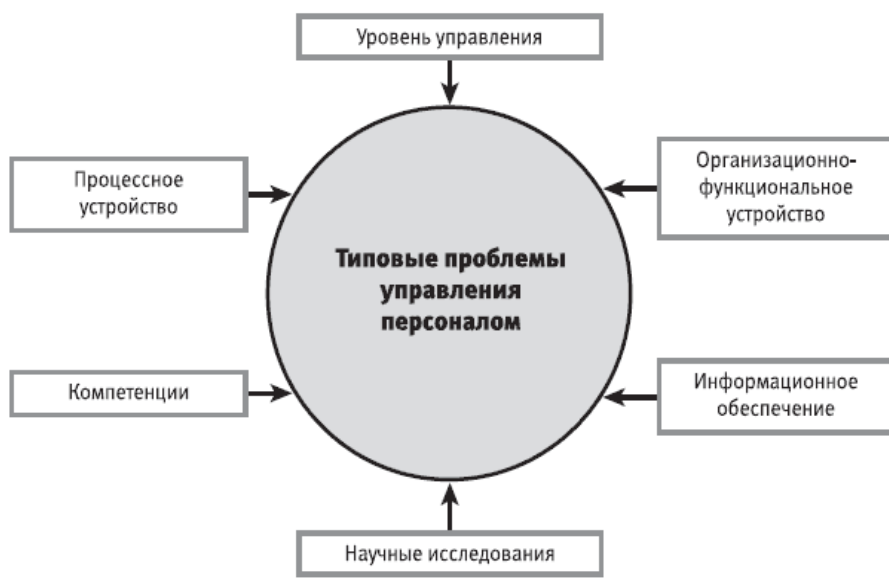 Уровень управления
Процессное
устройство
Организационно-
функциональное
устройство
Типовые проблемы
управления
персоналом
Компетенции
Информационное
обеспечение
Научные исследования